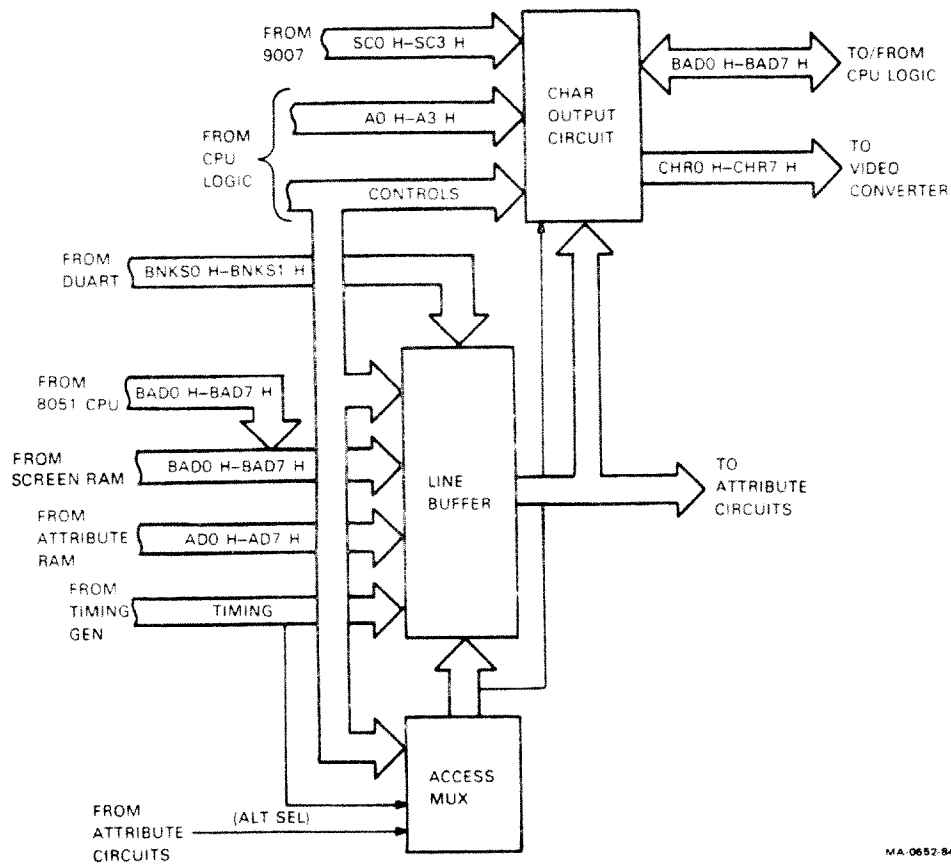 FROM
9007
SC0 H–SC3 H
CHAR
OUTPUT
CIRCUIT
BAD0 H–BAD7 H
TO/FROM
CPU LOGIC
FROM
CPU
LOGIC
A0 H–A3 H
CONTROLS
CHR0 H–CHR7 H
TO
VIDEO
CONVERTER
FROM
DUART
BNKS0 H–BNKS1 H
FROM
8051 CPU
BAD0 H–BAD7 H
FROM
SCREEN RAM
BAD0 H–BAD7 H
LINE
BUFFER
TO
ATTRIBUTE
CIRCUITS
FROM
ATTRIBUTE
RAM
AD0 H–AD7 H
FROM
TIMING
GEN
TIMING
ACCESS
MUX
FROM
ATTRIBUTE
CIRCUITS
(ALT SEL)
MA-0652-84